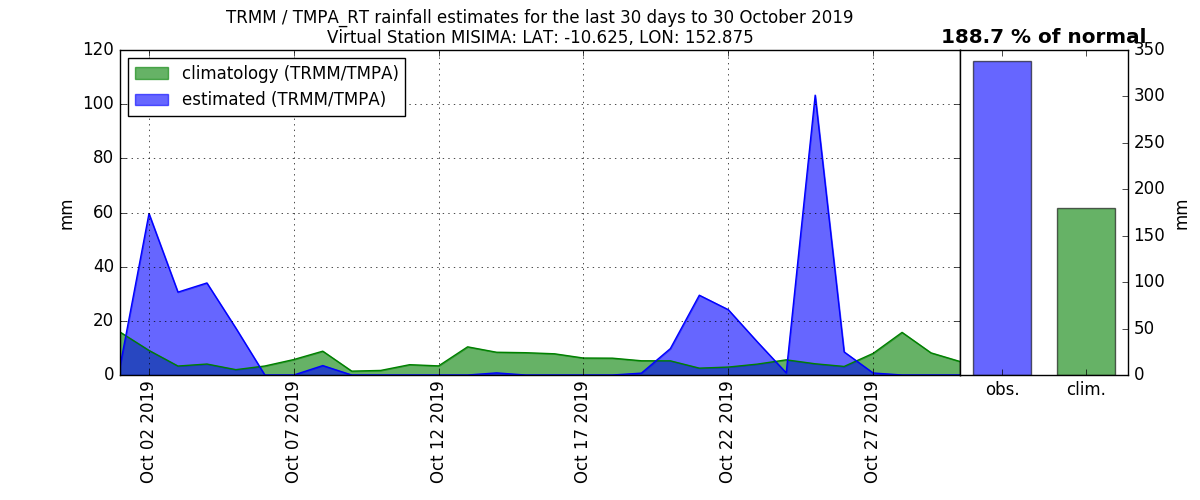 TRMM / TMPA_RT rainfall estimates for the last 30 days to 30 October 2019
Virtual Station MISIMA: LAT: -10.625, LON: 152.875
188.7 % of normal
climatology (TRMM/TMPA)
estimated (TRMM/TMPA)
120
100
80
60
40
20
0
mm
Oct 02 2019
Oct 07 2019
Oct 12 2019
Oct 17 2019
Oct 22 2019
Oct 27 2019
350
300
250
200
150
100
50
0
mm
obs.
clim.